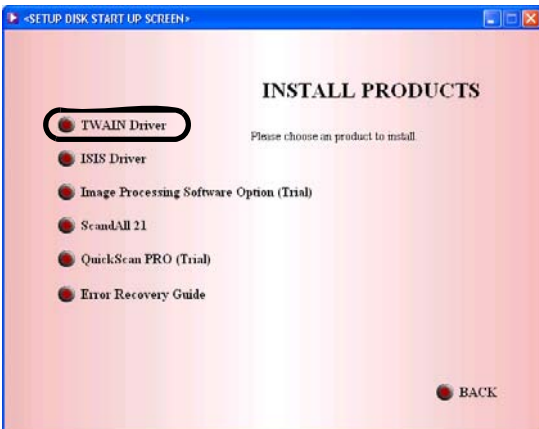 <SETUP DISK START UP SCREEN>
INSTALL PRODUCTS
Please choose an product to install.
TWAIN Driver
ISIS Driver
Image Processing Software Option (Trial)
ScandAll 21
QuickScan PRO (Trial)
Error Recovery Guide
BACK